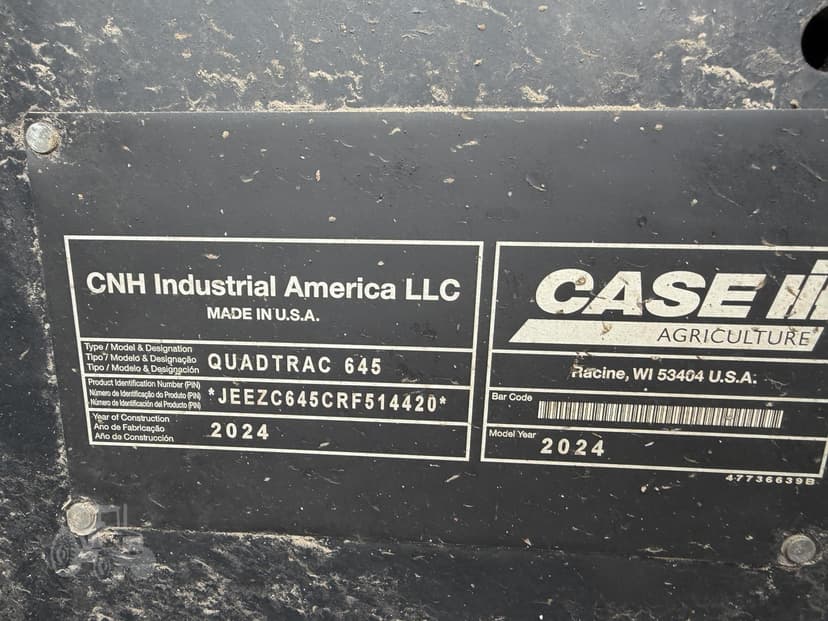 CNH Industrial America LLC
MADE IN U.S.A.
Type / Model & Designation
Tipo / Modelo & Designação
Tipo / Modelo & Designación
QUADTRAC 645
Product Identification Number (PIN)
Número de Identificação do Produto (PIN)
Número de Identificación del Producto (PIN)
*JEEZC645CRF514420*
Year of Construction
Ano de Fabricação
Año de Construcción
2024
CASE IH
AGRICULTURE
Racine, WI 53404 U.S.A.
Bar Code
Model Year
2024
47736639B